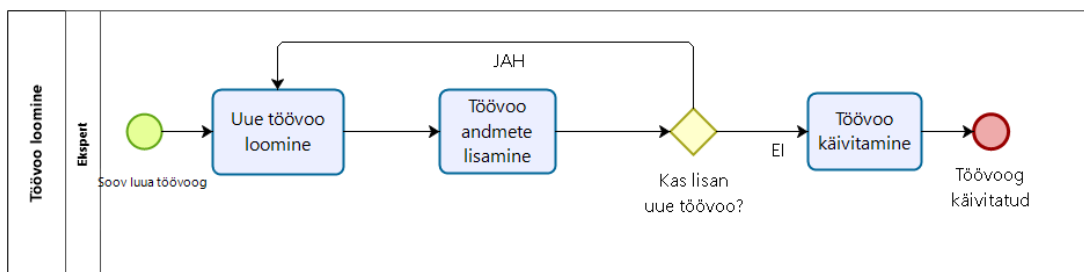 Töövoo loomine
Ekspert
Soov luua töövoog
Uue töövoo
loomine
Töövoo
andmete
lisamine
JAH
Kas lisan
uue töövoo?
EI
Töövoo
käivitamine
Töövoog
käivitatud